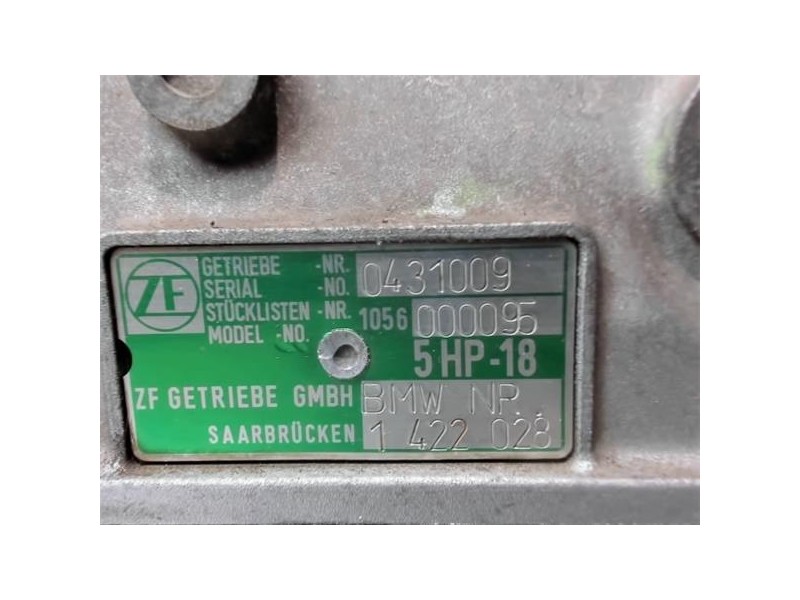 ZF
GETRIEBE -NR. 0431009
SERIAL -NO.
STÜCKLISTEN -NR. 1056 000095
MODEL -NO.
5 HP-18
ZF GETRIEBE GMBH BMW NR.
SAARBRÜCKEN 1 422 028